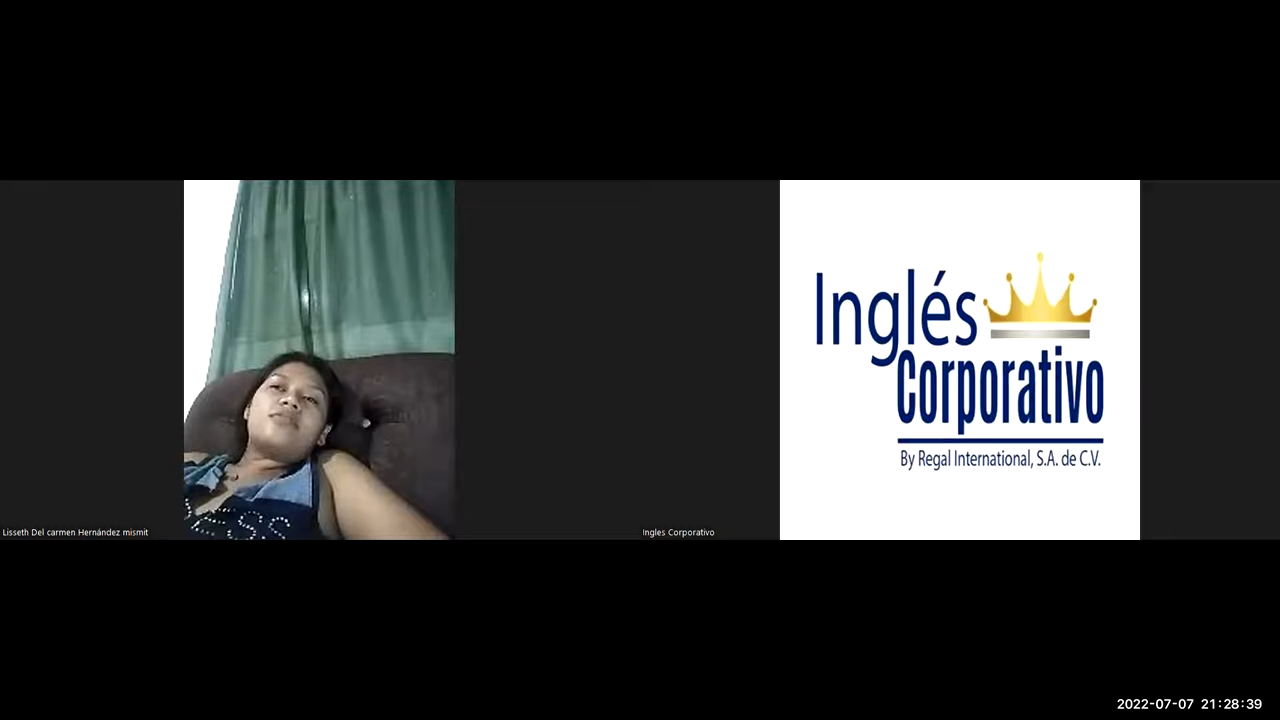 Inglés
Corporativo
By Regal International, S.A. de C.V.
Lisseth Del carmen Hernández mismit
Ingles Corporativo
2022-07-07 21:28:39